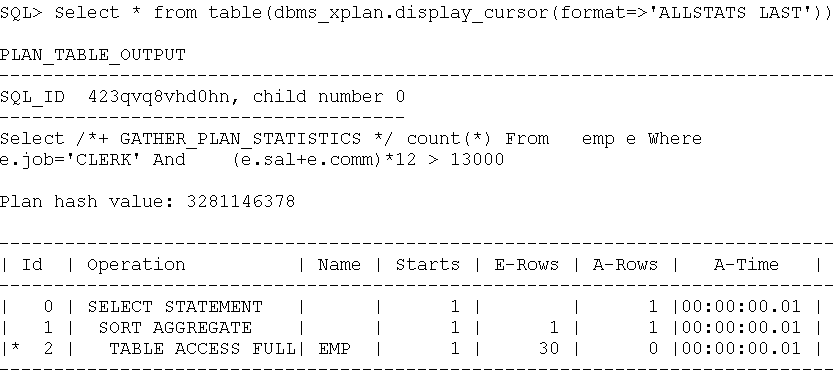 SQL> Select * from table(dbms_xplan.display_cursor(format=>'ALLSTATS LAST'))
PLAN_TABLE_OUTPUT
--------------------------------------------------------------------------------
SQL_ID  423qvq8vhd0hn, child number 0
-------------------------------------
Select /*+ GATHER_PLAN_STATISTICS */ count(*) From   emp e Where
e.job='CLERK' And    (e.sal+e.comm)*12 > 13000
Plan hash value: 3281146378
--------------------------------------------------------------------------------
| Id  | Operation          | Name | Starts | E-Rows | A-Rows |   A-Time   |
--------------------------------------------------------------------------------
|   0 | SELECT STATEMENT   |      |      1 |        |      1 |00:00:00.01 |
|   1 |  SORT AGGREGATE    |      |      1 |      1 |      1 |00:00:00.01 |
|*  2 |   TABLE ACCESS FULL| EMP  |      1 |     30 |      0 |00:00:00.01 |
--------------------------------------------------------------------------------